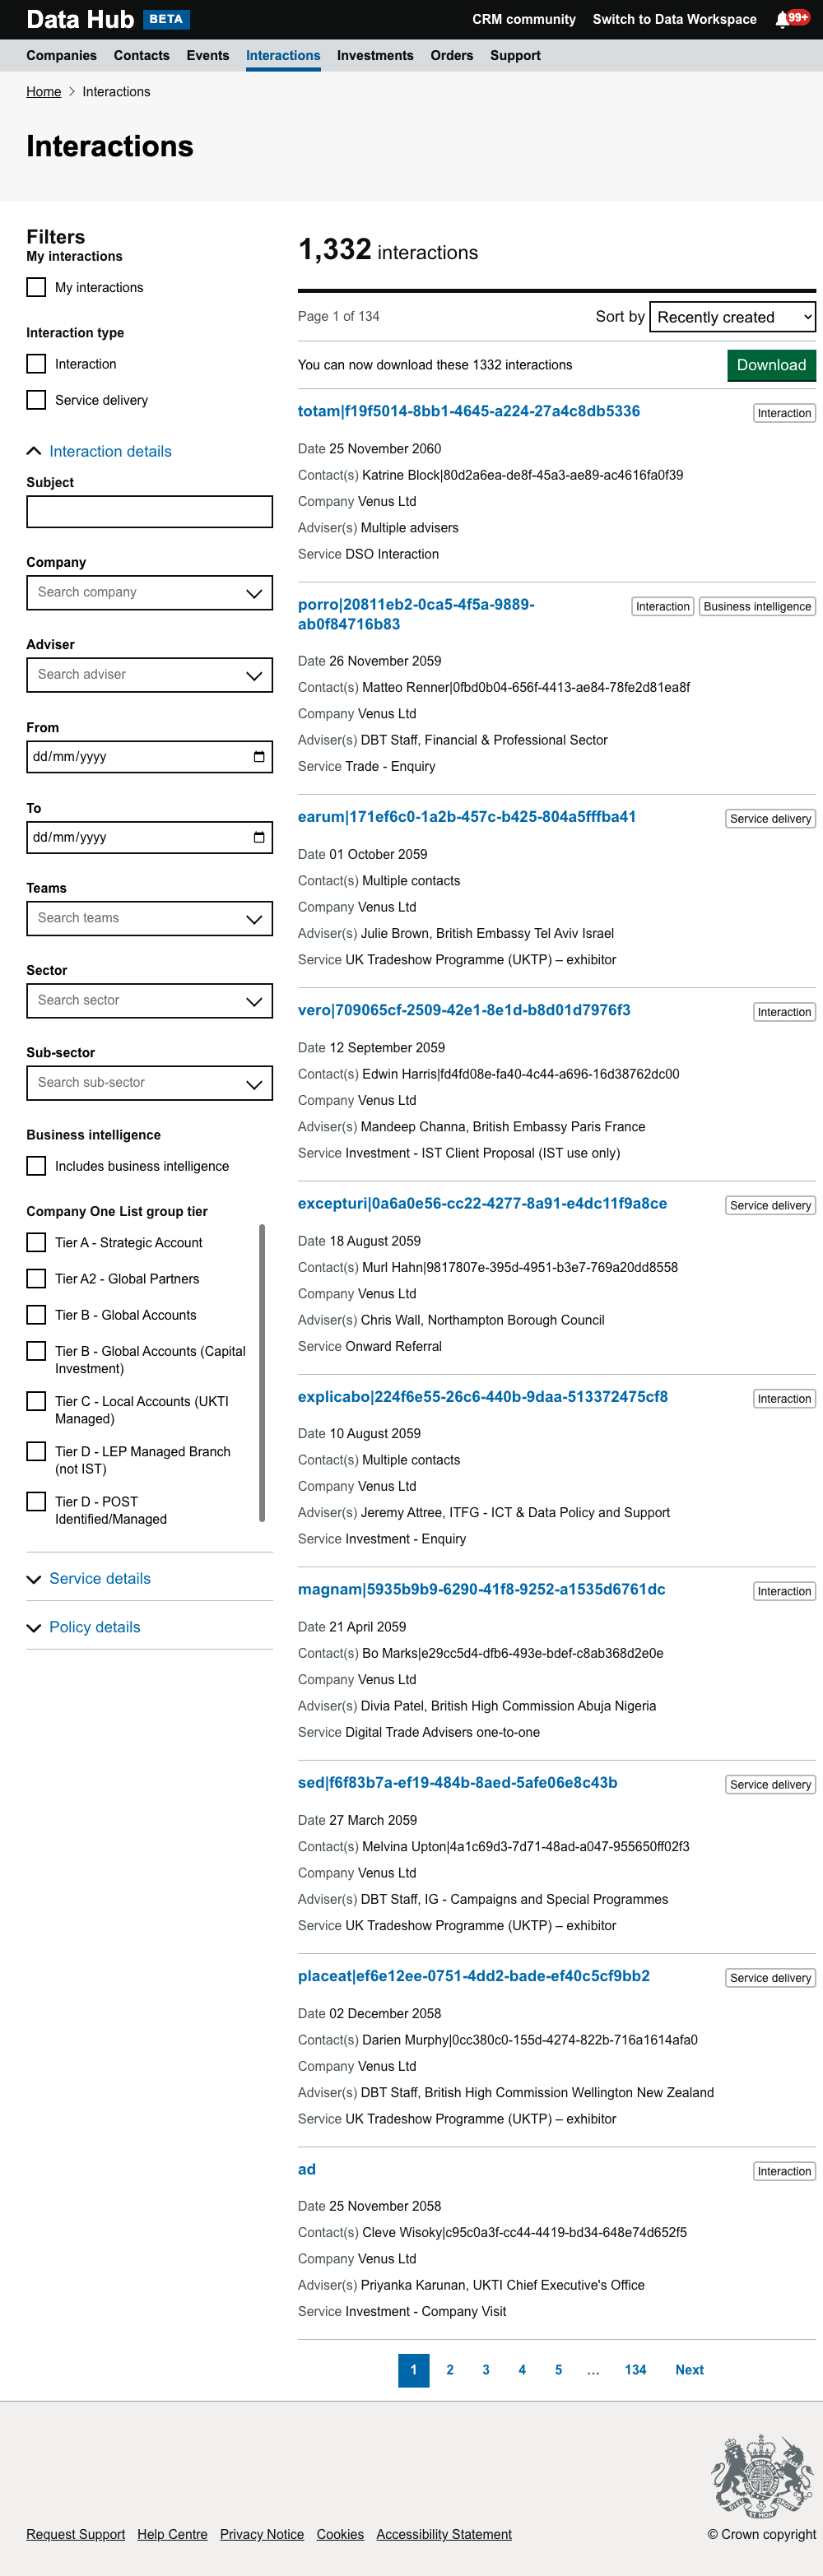 Data Hub BETA
CRM community Switch to Data Workspace 99+
Companies Contacts Events Interactions Investments Orders Support
Home Interactions
Interactions
Filters
My interactions
My interactions
Interaction type
Interaction
Service delivery
Interaction details
Subject
Company
Search company
Adviser
Search adviser
From
dd/mm/yyyy
To
dd/mm/yyyy
Teams
Search teams
Sector
Search sector
Sub-sector
Search sub-sector
Business intelligence
Includes business intelligence
Company One List group tier
Tier A - Strategic Account
Tier A2 - Global Partners
Tier B - Global Accounts
Tier B - Global Accounts (Capital
Investment)
Tier C - Local Accounts (UKTI
Managed)
Tier D - LEP Managed Branch
(not IST)
Tier D - POST
Identified/Managed
Service details
Policy details
1,332 interactions
Page 1 of 134
Sort by Recently created
You can now download these 1332 interactions
Download
totam|f19f5014-8bb1-4645-a224-27a4c8db5336
Interaction
Date 25 November 2060
Contact(s) Katrine Block|80d2a6ea-de8f-45a3-ae89-ac4616fa0f39
Company Venus Ltd
Adviser(s) Multiple advisers
Service DSO Interaction
porro|20811eb2-0ca5-4f5a-9889-
ab0f84716b83
Interaction Business intelligence
Date 26 November 2059
Contact(s) Matteo Renner|0fbd0b04-656f-4413-ae84-78fe2d81ea8f
Company Venus Ltd
Adviser(s) DBT Staff, Financial & Professional Sector
Service Trade - Enquiry
earum|171ef6c0-1a2b-457c-b425-804a5fffba41
Service delivery
Date 01 October 2059
Contact(s) Multiple contacts
Company Venus Ltd
Adviser(s) Julie Brown, British Embassy Tel Aviv Israel
Service UK Tradeshow Programme (UKTP) – exhibitor
vero|709065cf-2509-42e1-8e1d-b8d01d7976f3
Interaction
Date 12 September 2059
Contact(s) Edwin Harris|fd4fd08e-fa40-4c44-a696-16d38762dc00
Company Venus Ltd
Adviser(s) Mandeep Channa, British Embassy Paris France
Service Investment - IST Client Proposal (IST use only)
excepturi|0a6a0e56-cc22-4277-8a91-e4dc11f9a8ce
Service delivery
Date 18 August 2059
Contact(s) Murl Hahn|9817807e-395d-4951-b3e7-769a20dd8558
Company Venus Ltd
Adviser(s) Chris Wall, Northampton Borough Council
Service Onward Referral
explicabo|224f6e55-26c6-440b-9daa-513372475cf8
Interaction
Date 10 August 2059
Contact(s) Multiple contacts
Company Venus Ltd
Adviser(s) Jeremy Attree, ITFG - ICT & Data Policy and Support
Service Investment - Enquiry
magnam|5935b9b9-6290-41f8-9252-a1535d6761dc
Interaction
Date 21 April 2059
Contact(s) Bo Marks|e29cc5d4-dfb6-493e-bdef-c8ab368d2e0e
Company Venus Ltd
Adviser(s) Divia Patel, British High Commission Abuja Nigeria
Service Digital Trade Advisers one-to-one
sed|f6f83b7a-ef19-484b-8aed-5afe06e8c43b
Service delivery
Date 27 March 2059
Contact(s) Melvina Upton|4a1c69d3-7d71-48ad-a047-955650ff02f3
Company Venus Ltd
Adviser(s) DBT Staff, IG - Campaigns and Special Programmes
Service UK Tradeshow Programme (UKTP) – exhibitor
placeat|ef6e12ee-0751-4dd2-bade-ef40c5cf9bb2
Service delivery
Date 02 December 2058
Contact(s) Darien Murphy|0cc380c0-155d-4274-822b-716a1614afa0
Company Venus Ltd
Adviser(s) DBT Staff, British High Commission Wellington New Zealand
Service UK Tradeshow Programme (UKTP) – exhibitor
ad
Interaction
Date 25 November 2058
Contact(s) Cleve Wisoky|c95c0a3f-cc44-4419-bd34-648e74d652f5
Company Venus Ltd
Adviser(s) Priyanka Karunan, UKTI Chief Executive's Office
Service Investment - Company Visit
1 2 3 4 5 … 134 Next
Request Support Help Centre Privacy Notice Cookies Accessibility Statement
© Crown copyright